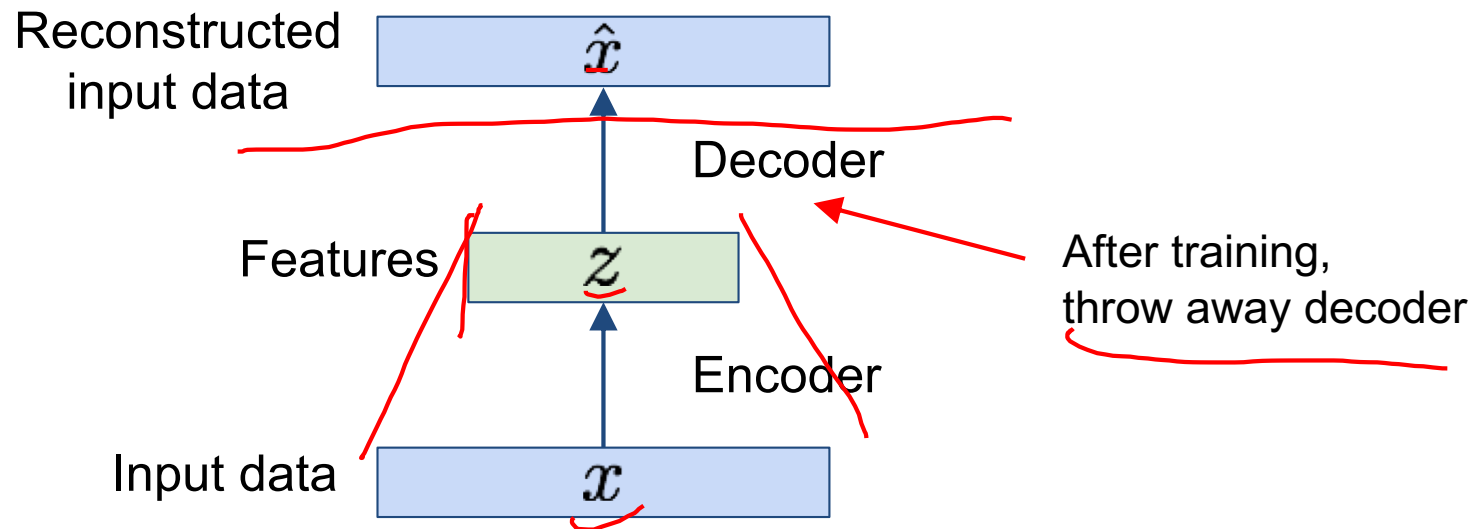 Reconstructed
input data
x̂
Decoder
Features
z
After training,
throw away decoder
Encoder
Input data
x